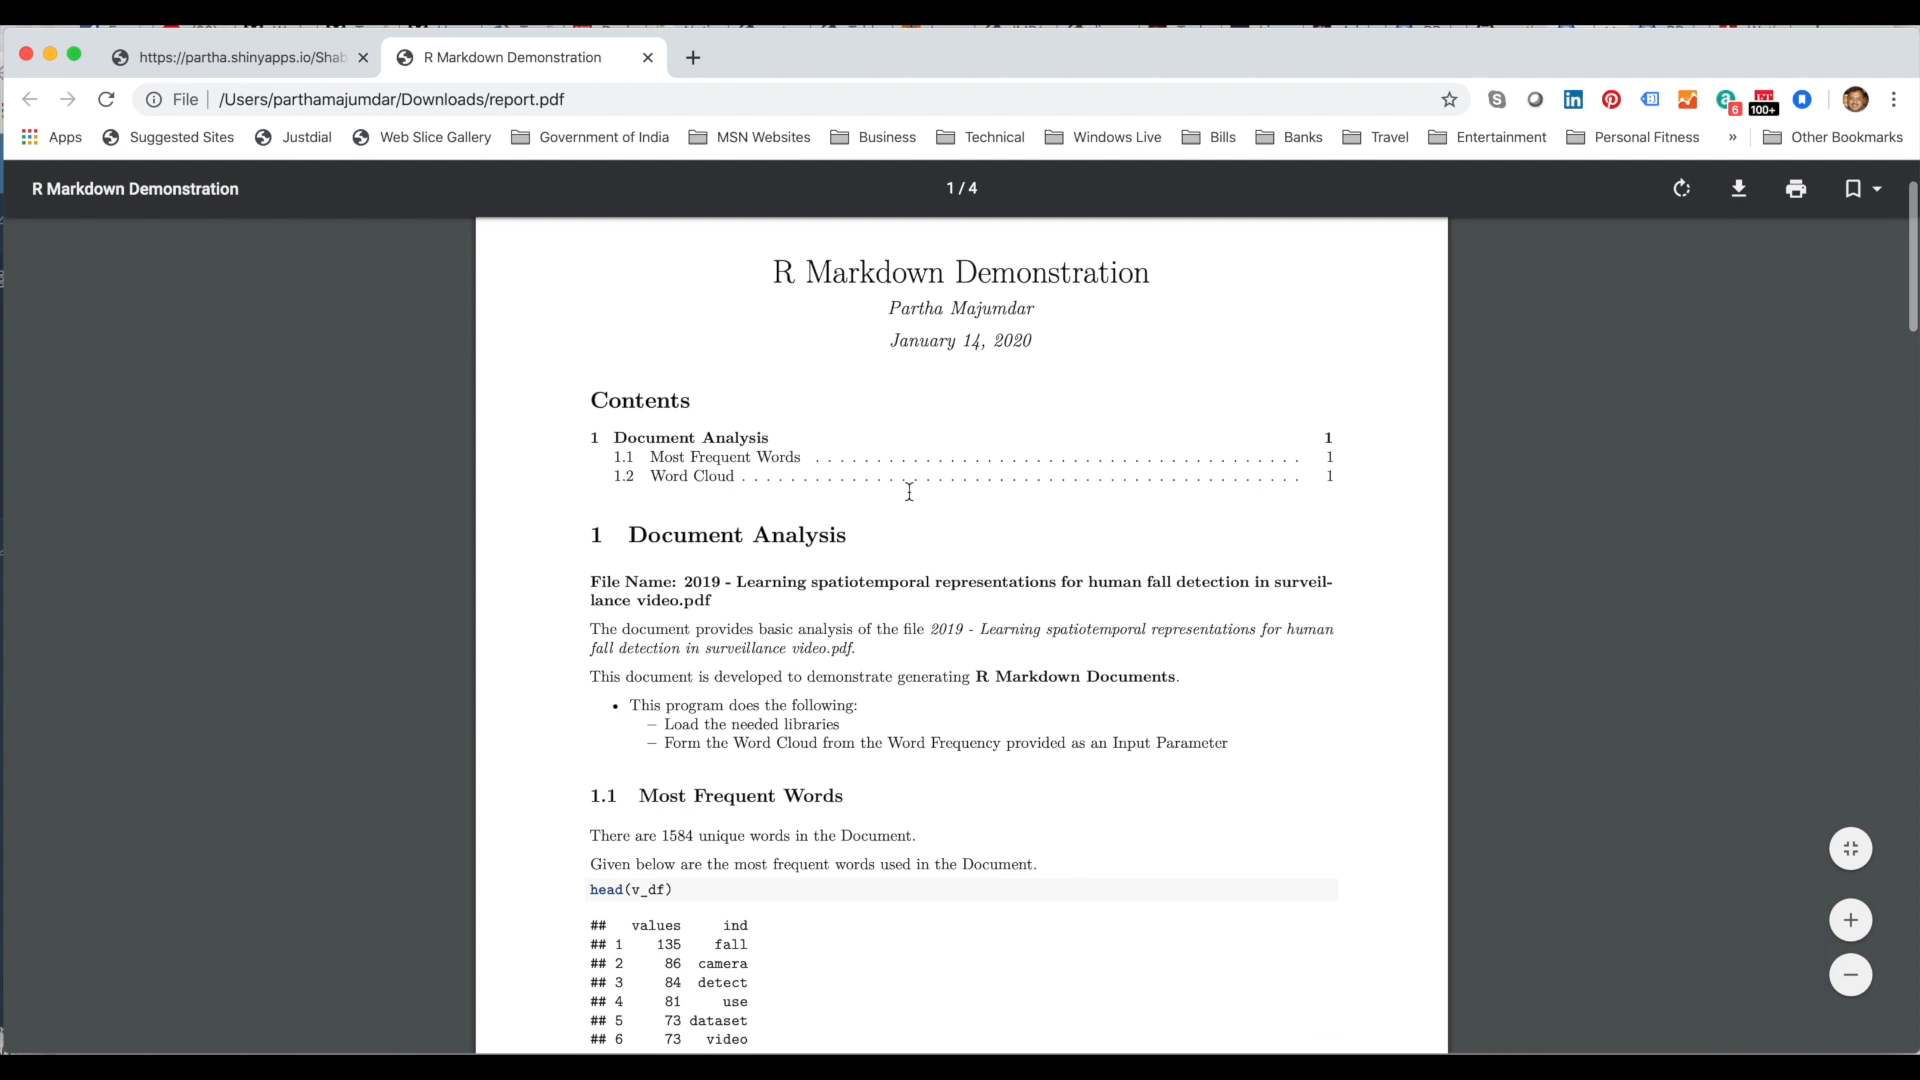 https://partha.shinyapps.io/Shab
R Markdown Demonstration
File
/Users/parthamajumdar/Downloads/report.pdf
6
ET
100+
Apps
Suggested Sites
Justdial
Web Slice Gallery
Government of India
MSN Websites
Business
Technical
Windows Live
Bills
Banks
Travel
Entertainment
Personal Fitness
»
Other Bookmarks
R Markdown Demonstration
1 / 4
R Markdown Demonstration
Partha Majumdar
January 14, 2020
Contents
1 Document Analysis 1
1.1 Most Frequent Words . . . . . . . . . . . . . . . . . . . . . . . . . . . . . . . . . . . . . . . . 1
1.2 Word Cloud . . . . . . . . . . . . . . . . . . . . . . . . . . . . . . . . . . . . . . . . . . . . . 1
1 Document Analysis
File Name: 2019 - Learning spatiotemporal representations for human fall detection in surveil-
lance video.pdf
The document provides basic analysis of the file 2019 - Learning spatiotemporal representations for human
fall detection in surveillance video.pdf.
This document is developed to demonstrate generating R Markdown Documents.
• This program does the following:
– Load the needed libraries
– Form the Word Cloud from the Word Frequency provided as an Input Parameter
1.1 Most Frequent Words
There are 1584 unique words in the Document.
Given below are the most frequent words used in the Document.
head(v_df)
## values ind
## 1 135 fall
## 2 86 camera
## 3 84 detect
## 4 81 use
## 5 73 dataset
## 6 73 video